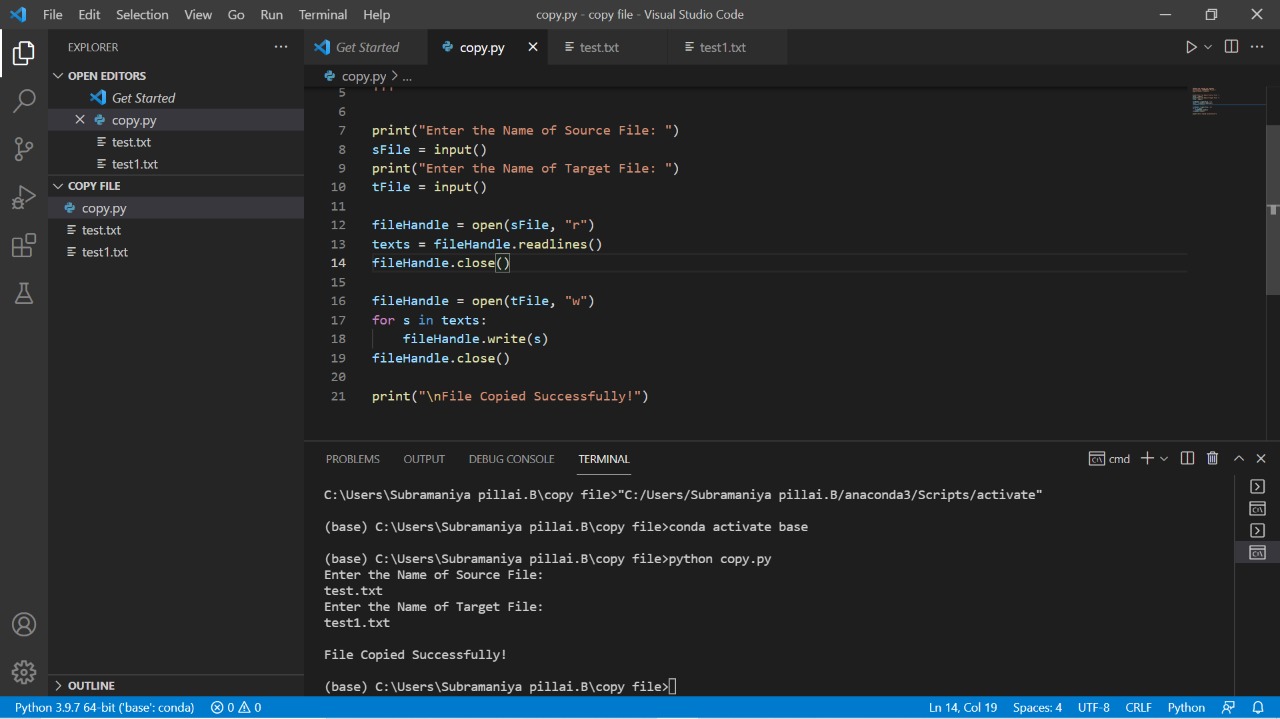 File Edit Selection View Go Run Terminal Help copy.py - copy file - Visual Studio Code
EXPLORER
OPEN EDITORS
Get Started
copy.py
test.txt
test1.txt
COPY FILE
copy.py
test.txt
test1.txt
OUTLINE
Get Started copy.py test.txt test1.txt
copy.py > ...
5 '''
6
7 print("Enter the Name of Source File: ")
8 sFile = input()
9 print("Enter the Name of Target File: ")
10 tFile = input()
11
12 fileHandle = open(sFile, "r")
13 texts = fileHandle.readlines()
14 fileHandle.close()
15
16 fileHandle = open(tFile, "w")
17 for s in texts:
18     fileHandle.write(s)
19 fileHandle.close()
20
21 print("\nFile Copied Successfully!")
PROBLEMS OUTPUT DEBUG CONSOLE TERMINAL cmd
C:\Users\Subramaniya pillai.B\copy file>"C:/Users/Subramaniya pillai.B/anaconda3/Scripts/activate"
(base) C:\Users\Subramaniya pillai.B\copy file>conda activate base
(base) C:\Users\Subramaniya pillai.B\copy file>python copy.py
Enter the Name of Source File:
test.txt
Enter the Name of Target File:
test1.txt
File Copied Successfully!
(base) C:\Users\Subramaniya pillai.B\copy file>
Python 3.9.7 64-bit ('base': conda) 0 0 Ln 14, Col 19 Spaces: 4 UTF-8 CRLF Python